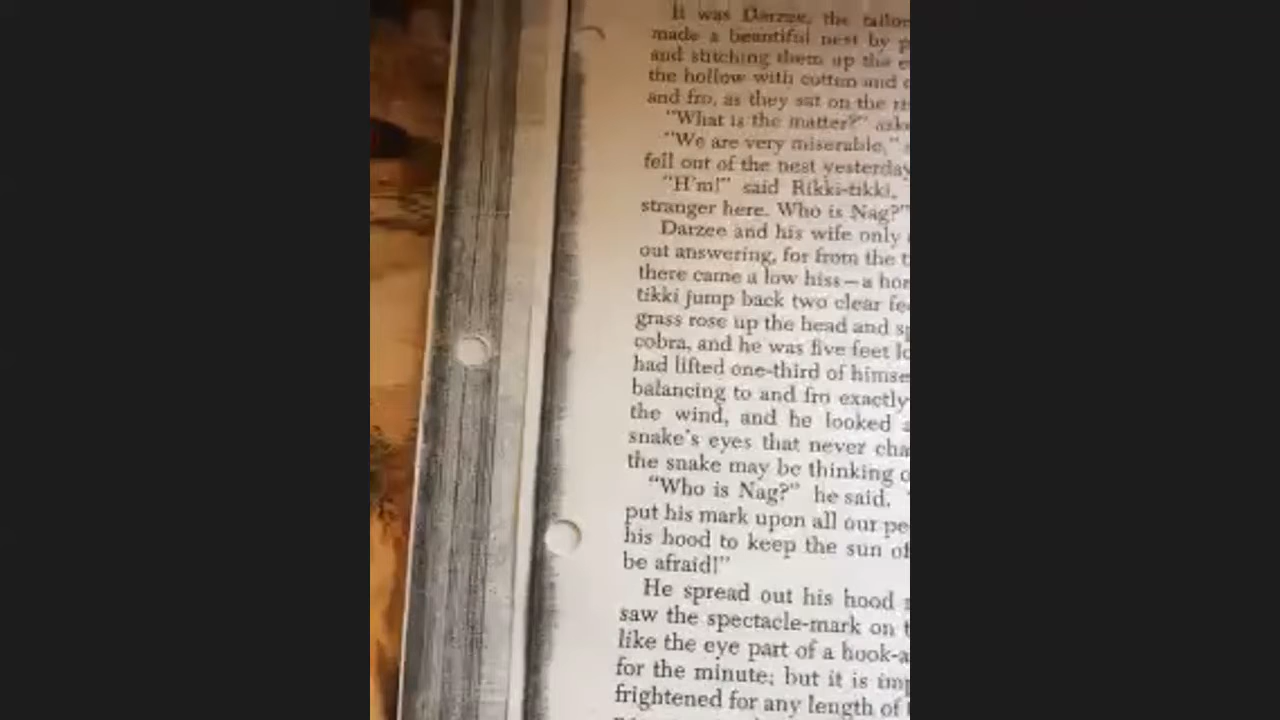 It was Darzee, the tailor
made a beautiful nest by
and stitching them up the
the hollow with cotton and
and fro, as they sat on the
"What is the matter?"
"We are very miserable,"
fell out of the nest yesterday
"H'm!" said Rikki-tikki,
stranger here. Who is Nag?"
Darzee and his wife only
out answering, for from the
there came a low hiss—a
tikki jump back two clear
grass rose up the head and
cobra, and he was five feet
had lifted one-third of
balancing to and fro exactly
the wind, and he looked
snake's eyes that never
the snake may be thinking
"Who is Nag?" he said.
put his mark upon all our
his hood to keep the sun
be afraid!"
He spread out his hood
saw the spectacle-mark on
like the eye part of a
for the minute; but it is
frightened for any length of